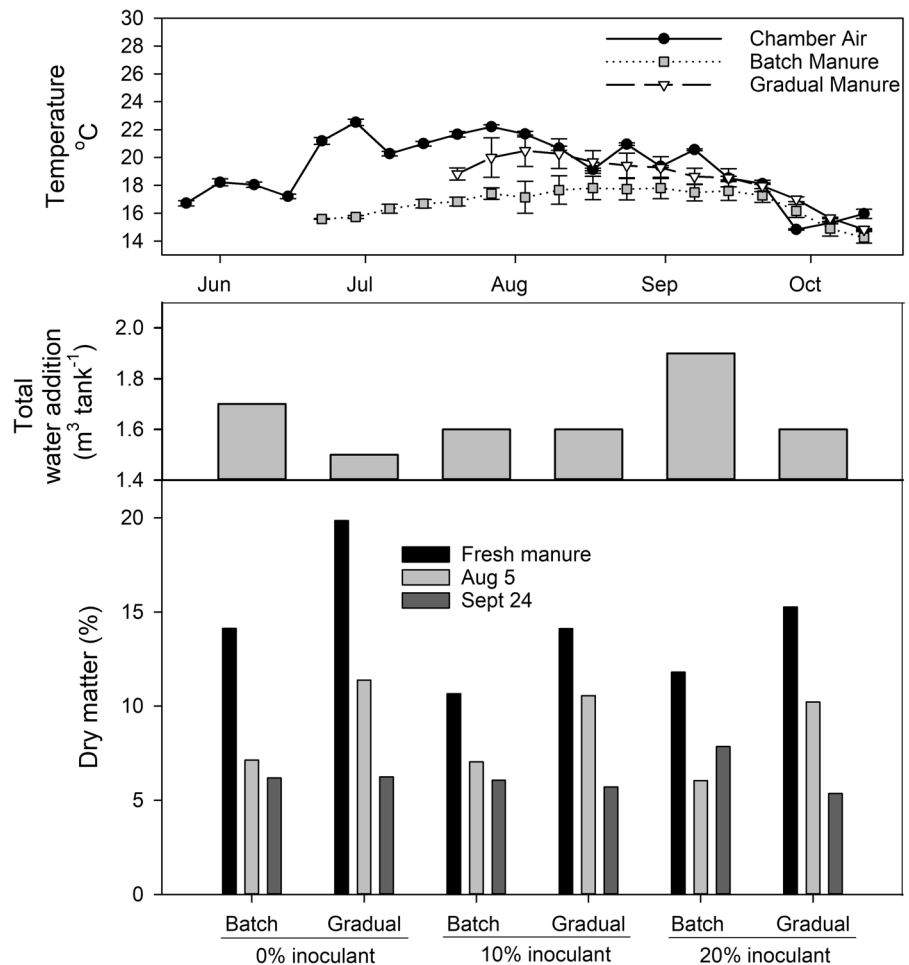 30
28
26
24
22
20
18
16
14
Temperature
°C
Chamber Air
Batch Manure
Gradual Manure
Jun Jul Aug Sep Oct
2.0
1.8
1.6
1.4
Total
water addition
(m³ tank⁻¹)
20
15
10
5
0
Dry matter (%)
Fresh manure
Aug 5
Sept 24
Batch Gradual Batch Gradual Batch Gradual
0% inoculant 10% inoculant 20% inoculant